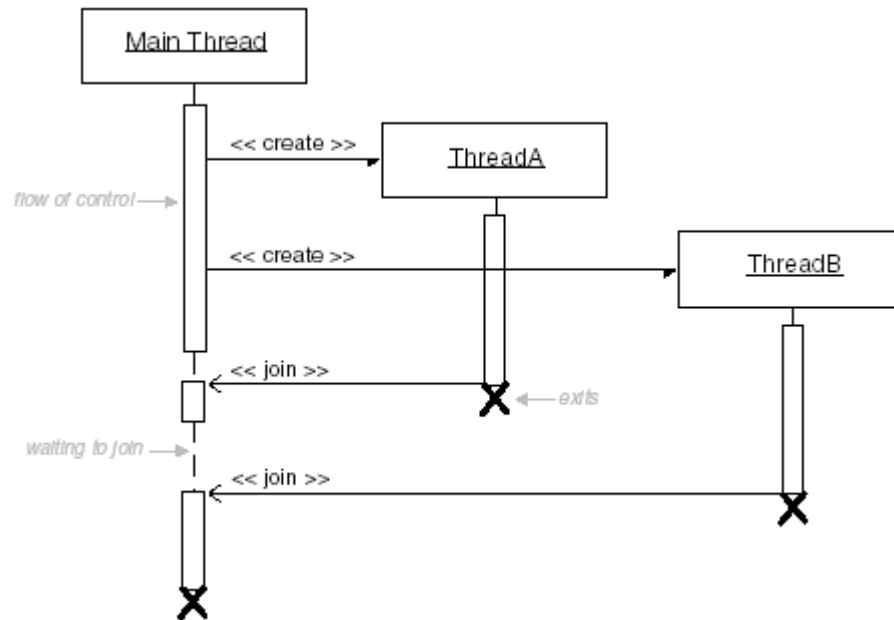 Main Thread
<< create >>
ThreadA
flow of control
<< create >>
ThreadB
<< join >>
exits
waiting to join
<< join >>